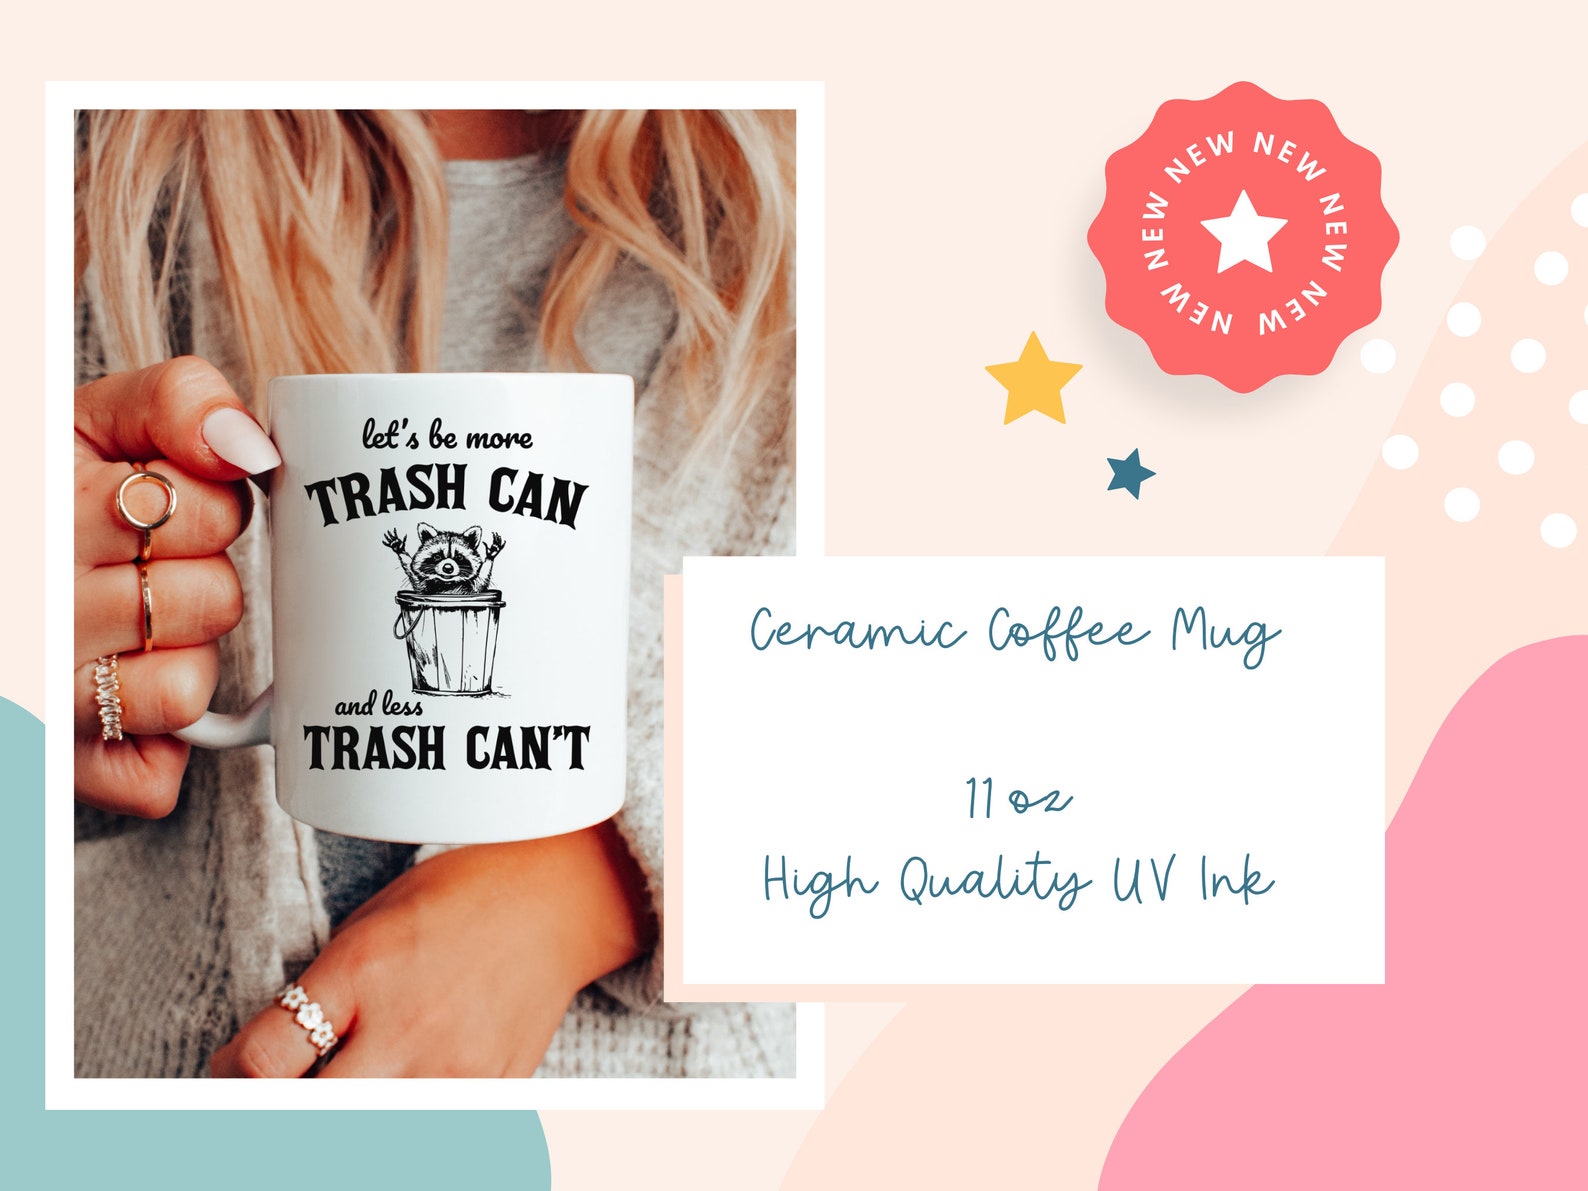 let's be more
TRASH CAN
and less
TRASH CAN'T
NEW NEW NEW NEW NEW NEW NEW
Ceramic Coffee Mug
11 oz
High Quality UV Ink